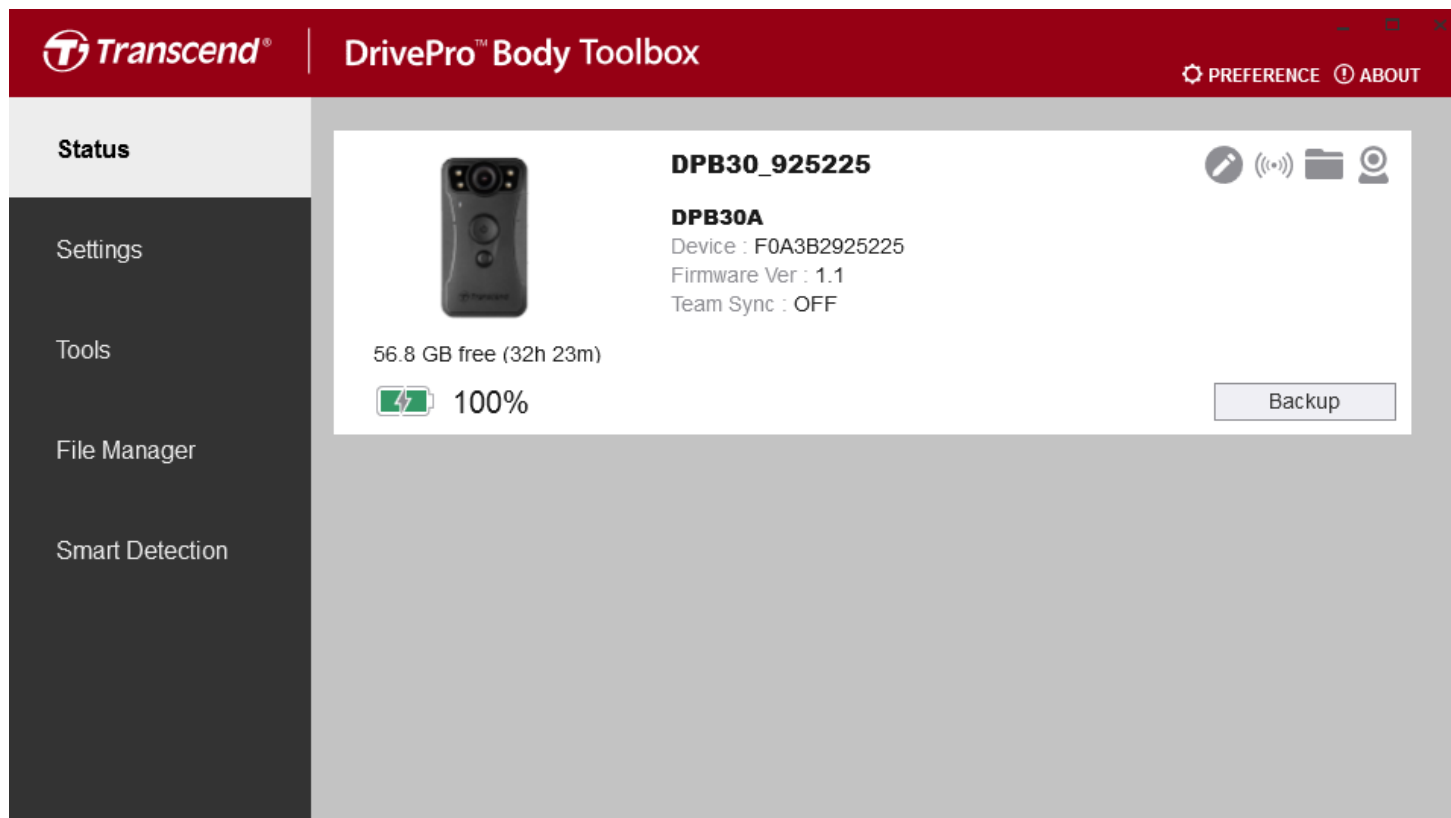 Transcend®
DrivePro™ Body Toolbox
PREFERENCE
ABOUT
Status
Settings
Tools
File Manager
Smart Detection
Transcend
56.8 GB free (32h 23m)
100%
DPB30_925225
DPB30A
Device : F0A3B2925225
Firmware Ver : 1.1
Team Sync : OFF
Backup